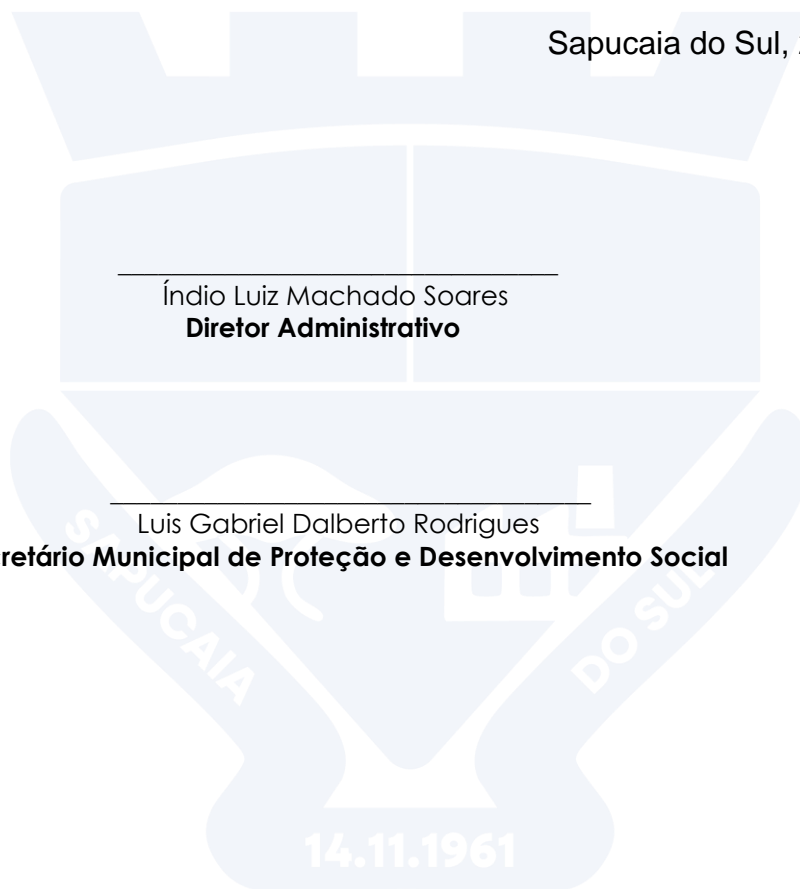 Sapucaia do Sul,
Índio Luiz Machado Soares
Diretor Administrativo
Luis Gabriel Dalberto Rodrigues
Municipal de Proteção e Desenvolvimento Social
SAPUCAIA
DO SUL
14.11.1961